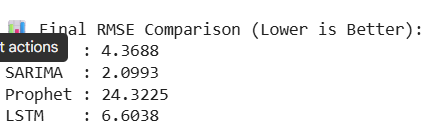 📊 Final RMSE Comparison (Lower is Better):
t actions : 4.3688
SARIMA : 2.0993
Prophet : 24.3225
LSTM : 6.6038